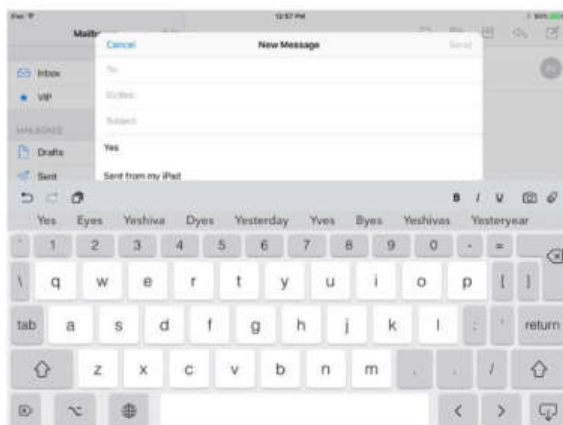 iPad 12:57 PM
Cancel New Message Send
To:
Cc/Bcc:
Subject:
Yes
Sent from my iPad
Inbox
VIP
MAILBOXES
Drafts
Sent
B I U
Yes Eyes Yeshiva Dyes Yesterday Yves Byes Yeshivas Yesteryear
` 1 2 3 4 5 6 7 8 9 0 - =
\ q w e r t y u i o p [ ]
tab a s d f g h j k l ; ' return
z x c v b n m , . /